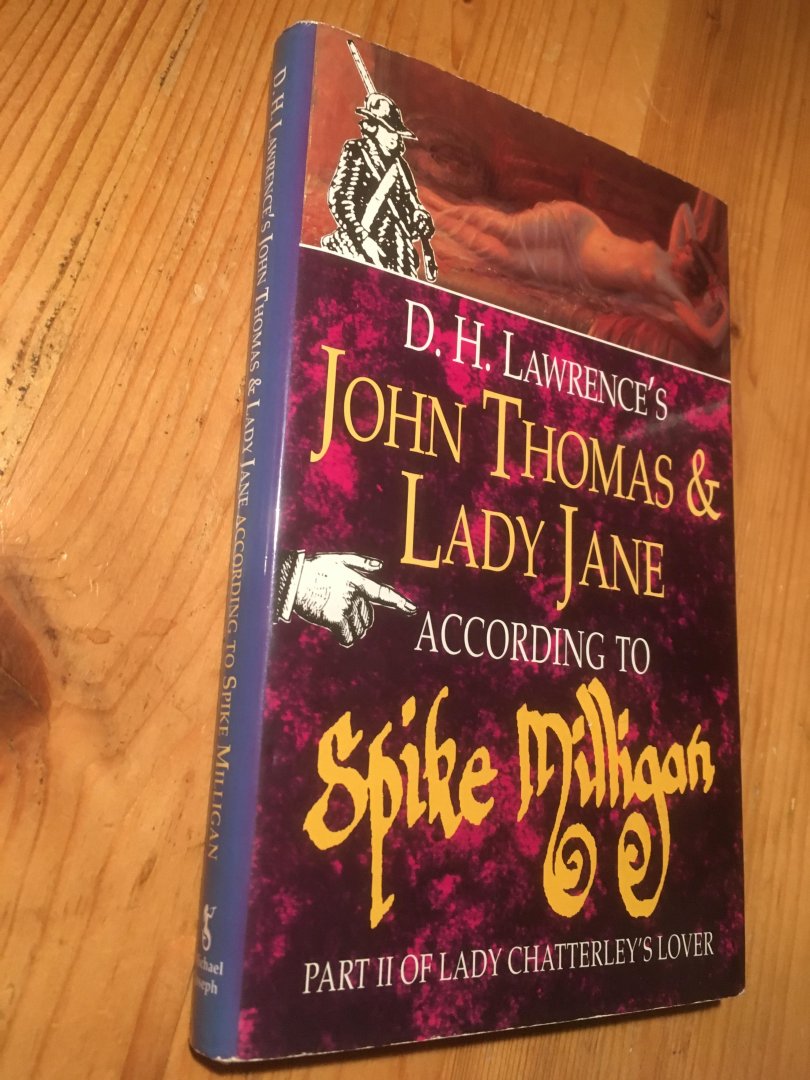 D. H. LAWRENCE'S JOHN THOMAS & LADY JANE ACCORDING TO SPIKE MILLIGAN
D. H. LAWRENCE'S
JOHN THOMAS &
LADY JANE
ACCORDING TO
Spike Milligan
PART II OF LADY CHATTERLEY'S LOVER
Michael
Joseph